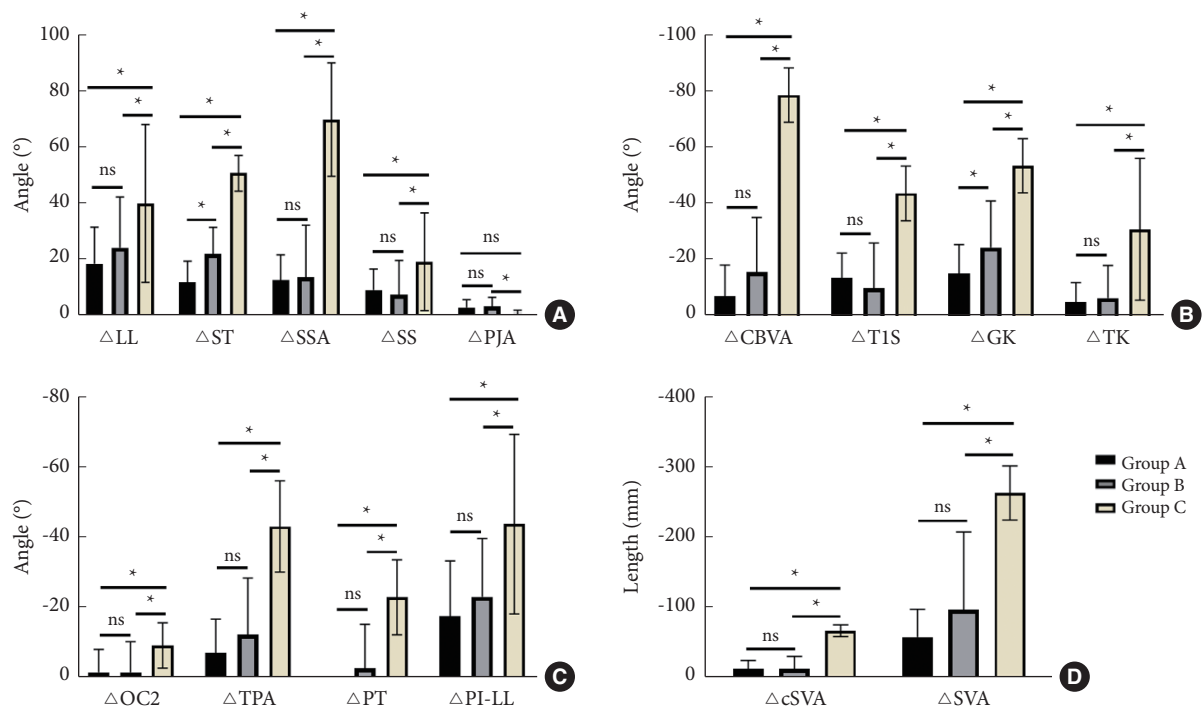 100
80
60
40
20
0
Angle (°)
*
*
ns
*
*
*
*
*
ns
*
*
ns
ns
ns
*
△LL
△ST
△SSA
△SS
△PJA
A
-100
-80
-60
-40
-20
0
Angle (°)
*
*
ns
*
*
ns
*
*
*
*
*
ns
△CBVA
△T1S
△GK
△TK
B
-80
-60
-40
-20
0
Angle (°)
*
ns
*
*
*
ns
*
*
ns
*
*
ns
△OC2
△TPA
△PT
△PI-LL
C
-400
-300
-200
-100
0
Length (mm)
*
*
ns
*
*
ns
△cSVA
△SVA
D
Group A
Group B
Group C